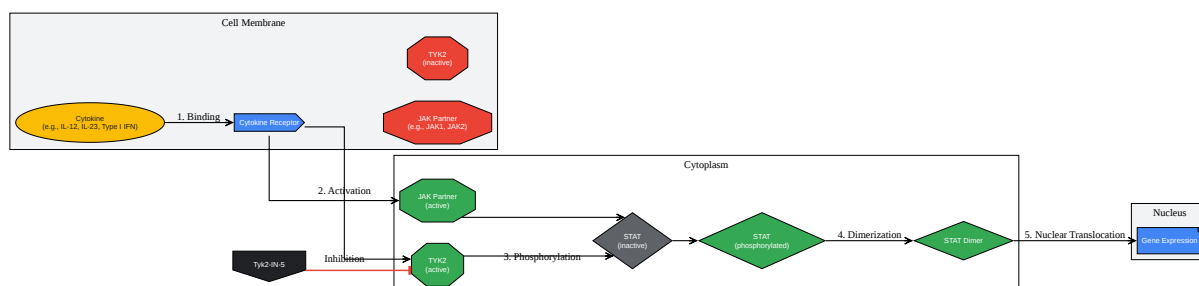 Cell Membrane
TYK2
(inactive)
Cytokine
(e.g., IL-12, IL-23, Type I IFN)
1. Binding
Cytokine Receptor
JAK Partner
(e.g., JAK1, JAK2)
Cytoplasm
2. Activation
JAK Partner
(active)
STAT
(inactive)
STAT
(phosphorylated)
4. Dimerization
STAT Dimer
5. Nuclear Translocation
Nucleus
Gene Expression
Tyk2-IN-5
Inhibition
TYK2
(active)
3. Phosphorylation